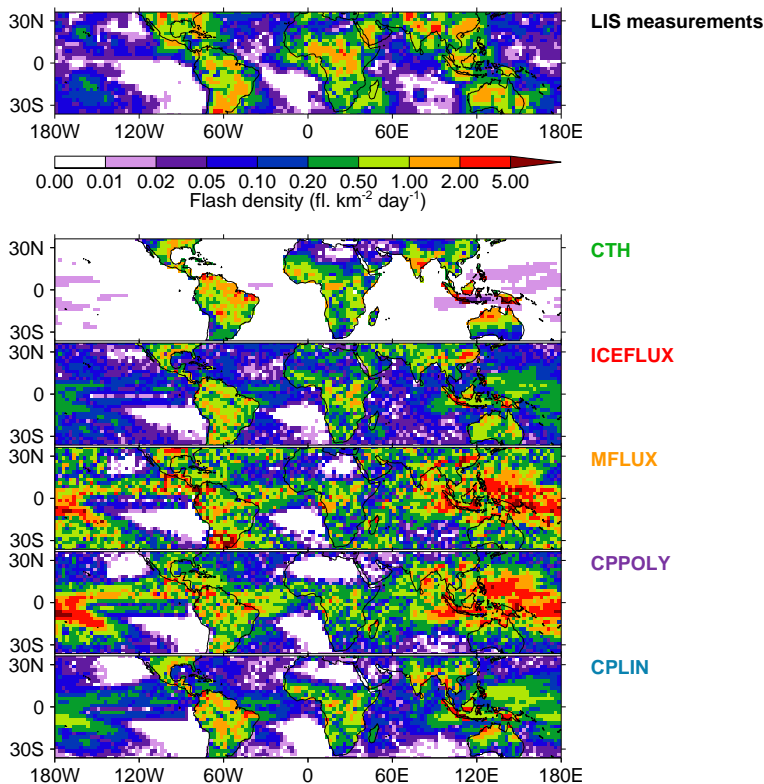 LIS measurements
30N
0
30S
180W 120W 60W 0 60E 120E 180E
0.00 0.01 0.02 0.05 0.10 0.20 0.50 1.00 2.00 5.00
Flash density (fl. km⁻² day⁻¹)
CTH
30N
0
30S
ICEFLUX
30N
0
30S
MFLUX
30N
0
30S
CPPOLY
30N
0
30S
CPLIN
30N
0
30S
180W 120W 60W 0 60E 120E 180E